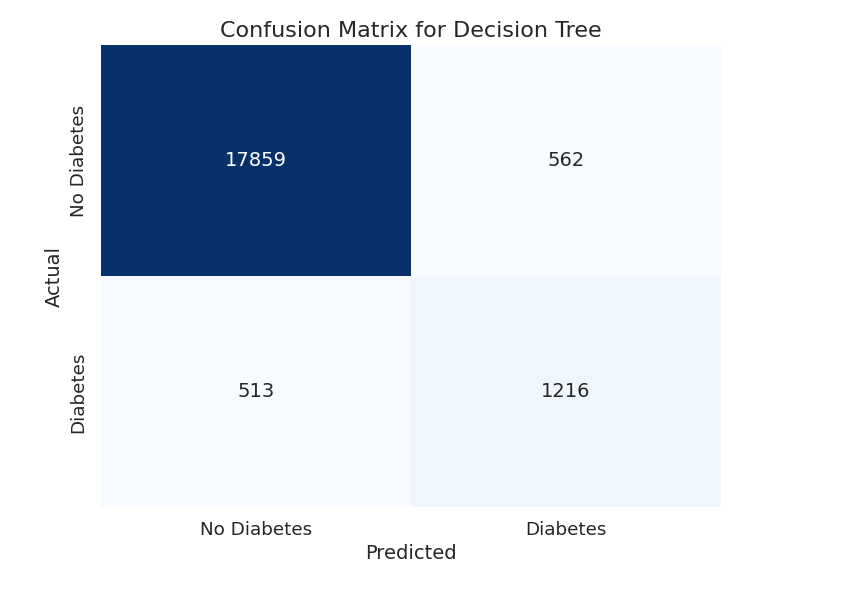 Confusion Matrix for Decision Tree
No Diabetes
17859
562
Actual
Diabetes
513
1216
No Diabetes
Diabetes
Predicted